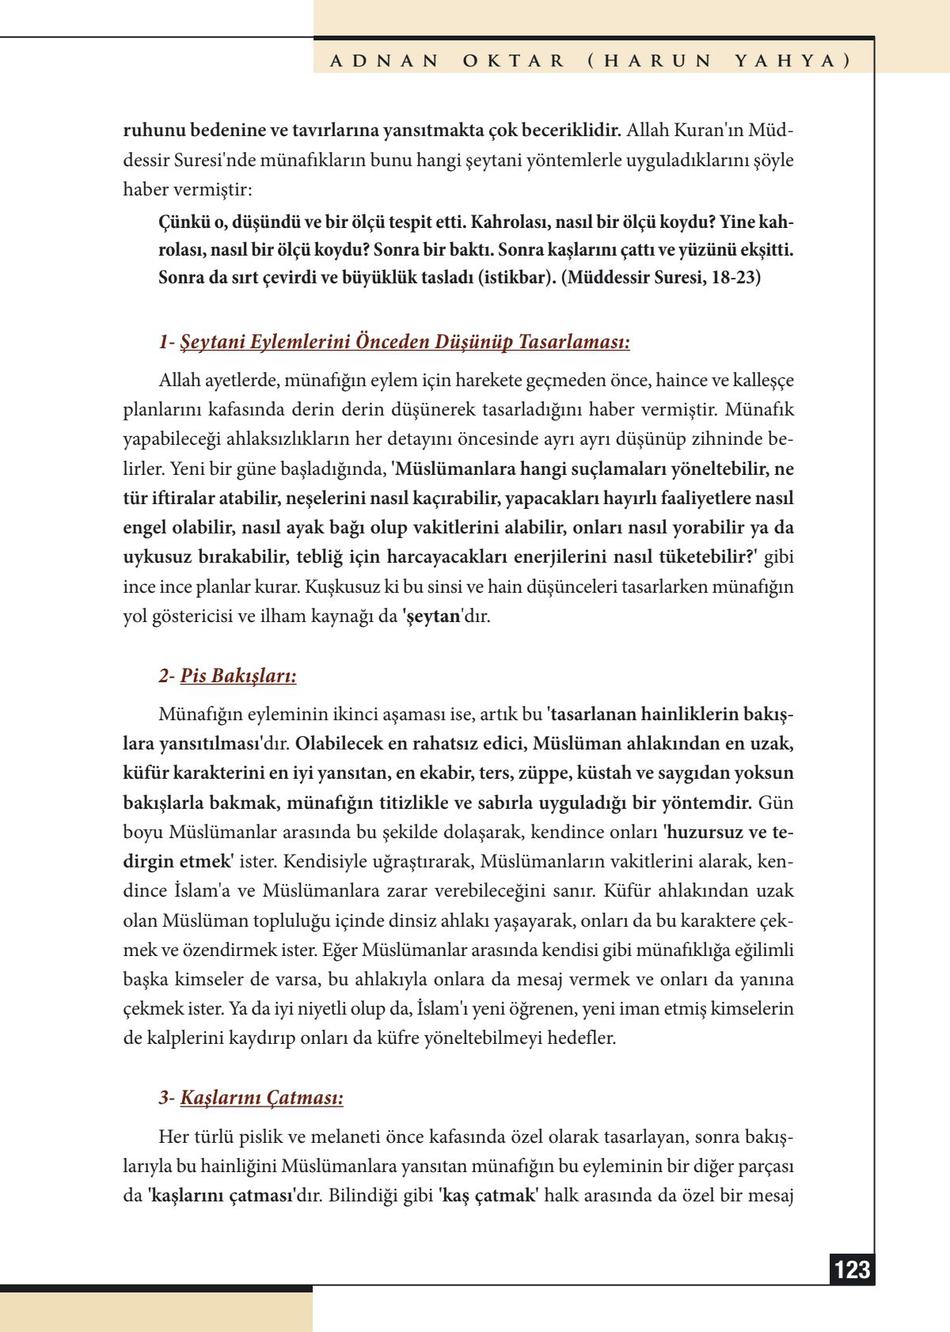 ADNAN OKTAR (HARUN YAHYA)
ruhunu bedenine ve tavırlarına yansıtmakta çok beceriklidir. Allah Kuran'ın Müd-
dessir Suresi'nde münafıkların bunu hangi şeytani yöntemlerle uyguladıklarını şöyle
haber vermiştir:
Çünkü o, düşündü ve bir ölçü tespit etti. Kahrolası, nasıl bir ölçü koydu? Yine kah-
rolası, nasıl bir ölçü koydu? Sonra bir baktı. Sonra kaşlarını çattı ve yüzünü ekşitti.
Sonra da sırt çevirdi ve büyüklük tasladı (istikbar). (Müddessir Suresi, 18-23)
1- Şeytani Eylemlerini Önceden Düşünüp Tasarlaması:
Allah ayetlerde, münafığın eylem için harekete geçmeden önce, haince ve kalleşçe
planlarını kafasında derin derin düşünerek tasarladığını haber vermiştir. Münafık
yapabileceği ahlaksızlıkların her detayını öncesinde ayrı ayrı düşünüp zihninde be-
lirler. Yeni bir güne başladığında, 'Müslümanlara hangi suçlamaları yöneltebilir, ne
tür iftiralar atabilir, neşelerini nasıl kaçırabilir, yapacakları hayırlı faaliyetlere nasıl
engel olabilir, nasıl ayak bağı olup vakitlerini alabilir, onları nasıl yorabilir ya da
uykusuz bırakabilir, tebliğ için harcayacakları enerjilerini nasıl tüketebilir?' gibi
ince ince planlar kurar. Kuşkusuz ki bu sinsi ve hain düşünceleri tasarlarken münafığın
yol göstericisi ve ilham kaynağı da 'şeytan'dır.
2- Pis Bakışları:
Münafığın eyleminin ikinci aşaması ise, artık bu 'tasarlanan hainliklerin bakış-
lara yansıtılması'dır. Olabilecek en rahatsız edici, Müslüman ahlakından en uzak,
küfür karakterini en iyi yansıtan, en ekabir, ters, züppe, küstah ve saygıdan yoksun
bakışlarla bakmak, münafığın titizlikle ve sabırla uyguladığı bir yöntemdir. Gün
boyu Müslümanlar arasında bu şekilde dolaşarak, kendince onları 'huzursuz ve te-
dirgin etmek' ister. Kendisiyle uğraştırarak, Müslümanların vakitlerini alarak, ken-
dince İslam'a ve Müslümanlara zarar verebileceğini sanır. Küfür ahlakından uzak
olan Müslüman topluluğu içinde dinsiz ahlakı yaşayarak, onları da bu karaktere çek-
mek ve özendirmek ister. Eğer Müslümanlar arasında kendisi gibi münafıklığa eğilimli
başka kimseler de varsa, bu ahlakıyla onlara da mesaj vermek ve onları da yanına
çekmek ister. Ya da iyi niyetli olup da, İslam'ı yeni öğrenen, yeni iman etmiş kimselerin
de kalplerini kaydırıp onları da küfre yöneltebilmeyi hedefler.
3- Kaşlarını Çatması:
Her türlü pislik ve melaneti önce kafasında özel olarak tasarlayan, sonra bakış-
larıyla bu hainliğini Müslümanlara yansıtan münafığın bu eyleminin bir diğer parçası
da 'kaşlarını çatması'dır. Bilindiği gibi 'kaş çatmak' halk arasında da özel bir mesaj
123